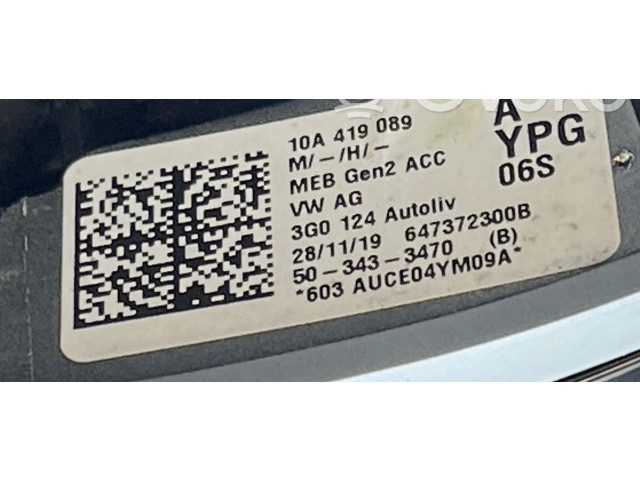 10A 419 089
M/-/H/-
MEB Gen2 ACC
VW AG
3G0 124 Autoliv
28/11/19 647372300B
50-343-3470 (B)
*603 AUCE04YM09A*
A
YPG
06S